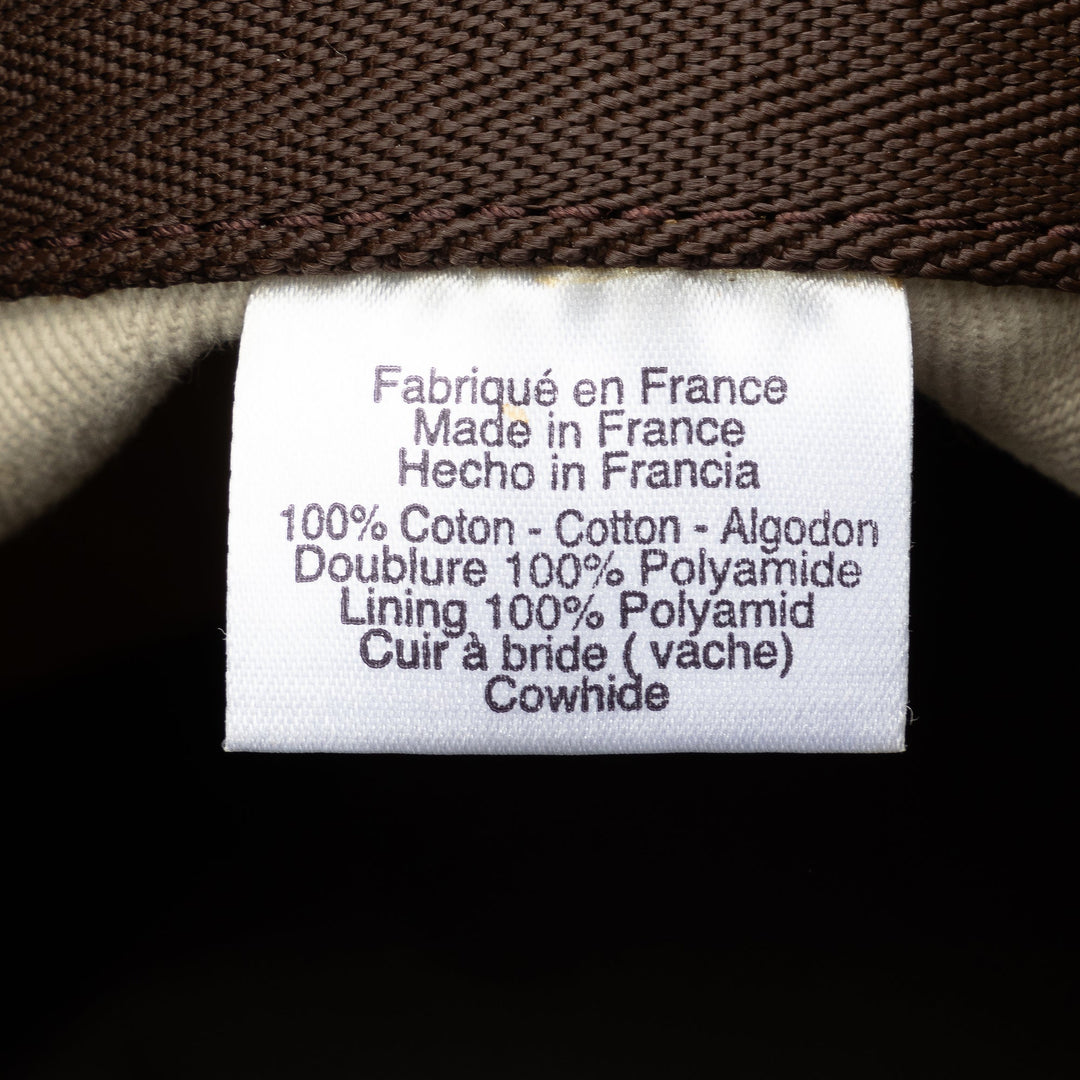 Fabriqué en France
Made in France
Hecho in Francia
100% Coton - Cotton - Algodon
Doublure 100% Polyamide
Lining 100% Polyamid
Cuir à bride ( vache)
Cowhide